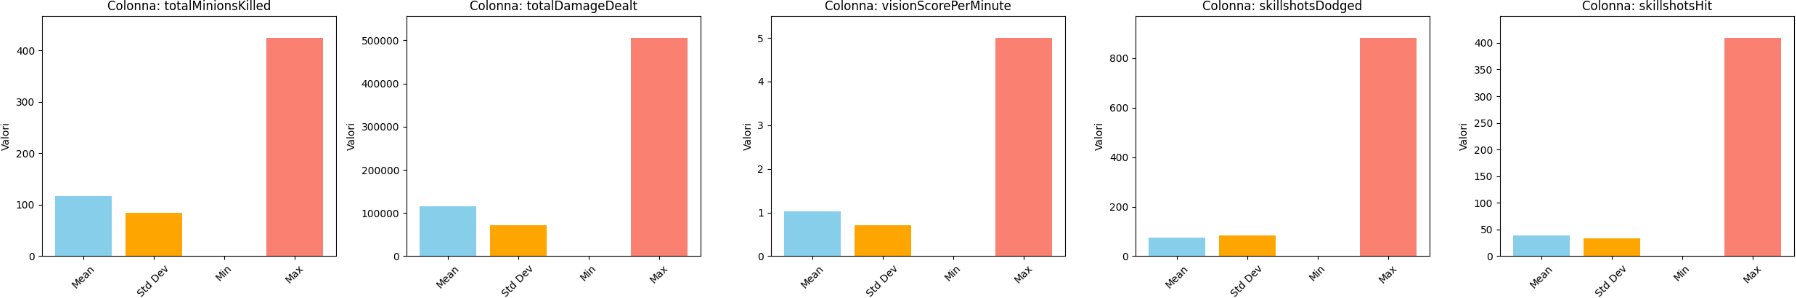 Colonna: totalMinionsKilled
Valori
400
300
200
100
0
Mean
Std Dev
Min
Max
Colonna: totalDamageDealt
Valori
500000
400000
300000
200000
100000
0
Mean
Std Dev
Min
Max
Colonna: visionScorePerMinute
Valori
5
4
3
2
1
0
Mean
Std Dev
Min
Max
Colonna: skillshotsDodged
Valori
800
600
400
200
0
Mean
Std Dev
Min
Max
Colonna: skillshotsHit
Valori
400
350
300
250
200
150
100
50
0
Mean
Std Dev
Min
Max